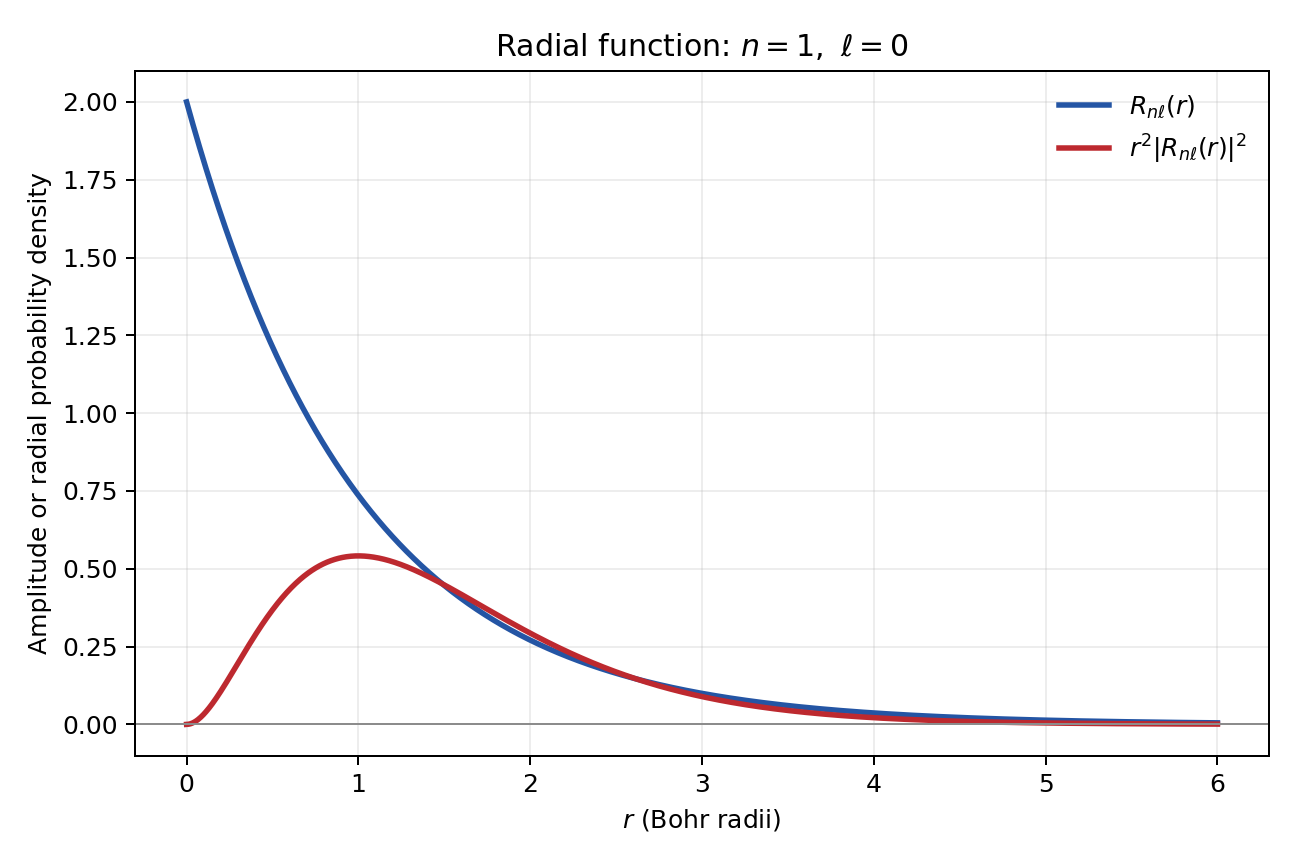 Radial function: n = 1, ℓ = 0
Rₙℓ(r)
r²|Rₙℓ(r)|²
Amplitude or radial probability density
2.00
1.75
1.50
1.25
1.00
0.75
0.50
0.25
0.00
0 1 2 3 4 5 6
r (Bohr radii)